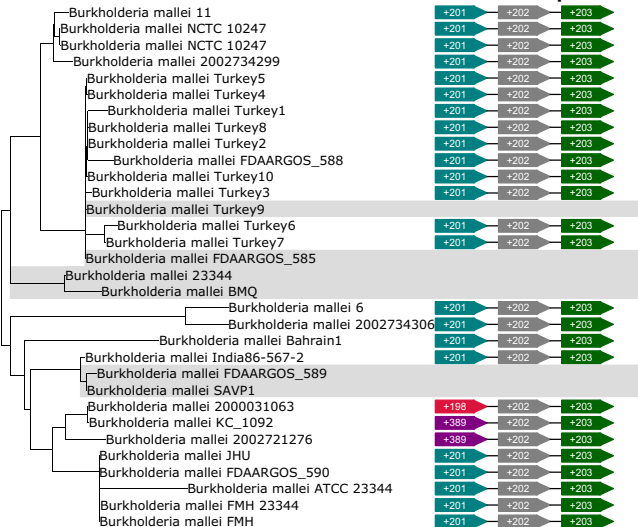 Burkholderia mallei 11 +201 +202 +203
Burkholderia mallei NCTC 10247 +201 +202 +203
Burkholderia mallei NCTC 10247 +201 +202 +203
Burkholderia mallei 2002734299 +201 +202 +203
Burkholderia mallei Turkey5 +201 +202 +203
Burkholderia mallei Turkey4 +201 +202 +203
Burkholderia mallei Turkey1 +201 +202 +203
Burkholderia mallei Turkey8 +201 +202 +203
Burkholderia mallei Turkey2 +201 +202 +203
Burkholderia mallei FDAARGOS_588 +201 +202 +203
Burkholderia mallei Turkey10 +201 +202 +203
Burkholderia mallei Turkey3 +201 +202 +203
Burkholderia mallei Turkey9
Burkholderia mallei Turkey6 +201 +202 +203
Burkholderia mallei Turkey7 +201 +202 +203
Burkholderia mallei FDAARGOS_585
Burkholderia mallei 23344
Burkholderia mallei BMQ
Burkholderia mallei 6 +201 +202 +203
Burkholderia mallei 2002734306 +201 +202 +203
Burkholderia mallei Bahrain1 +201 +202 +203
Burkholderia mallei India86-567-2 +201 +202 +203
Burkholderia mallei FDAARGOS_589
Burkholderia mallei SAVP1
Burkholderia mallei 2000031063 +198 +202 +203
Burkholderia mallei KC_1092 +389 +202 +203
Burkholderia mallei 2002721276 +389 +202 +203
Burkholderia mallei JHU +201 +202 +203
Burkholderia mallei FDAARGOS_590 +201 +202 +203
Burkholderia mallei ATCC 23344 +201 +202 +203
Burkholderia mallei FMH 23344 +201 +202 +203
Burkholderia mallei FMH +201 +202 +203